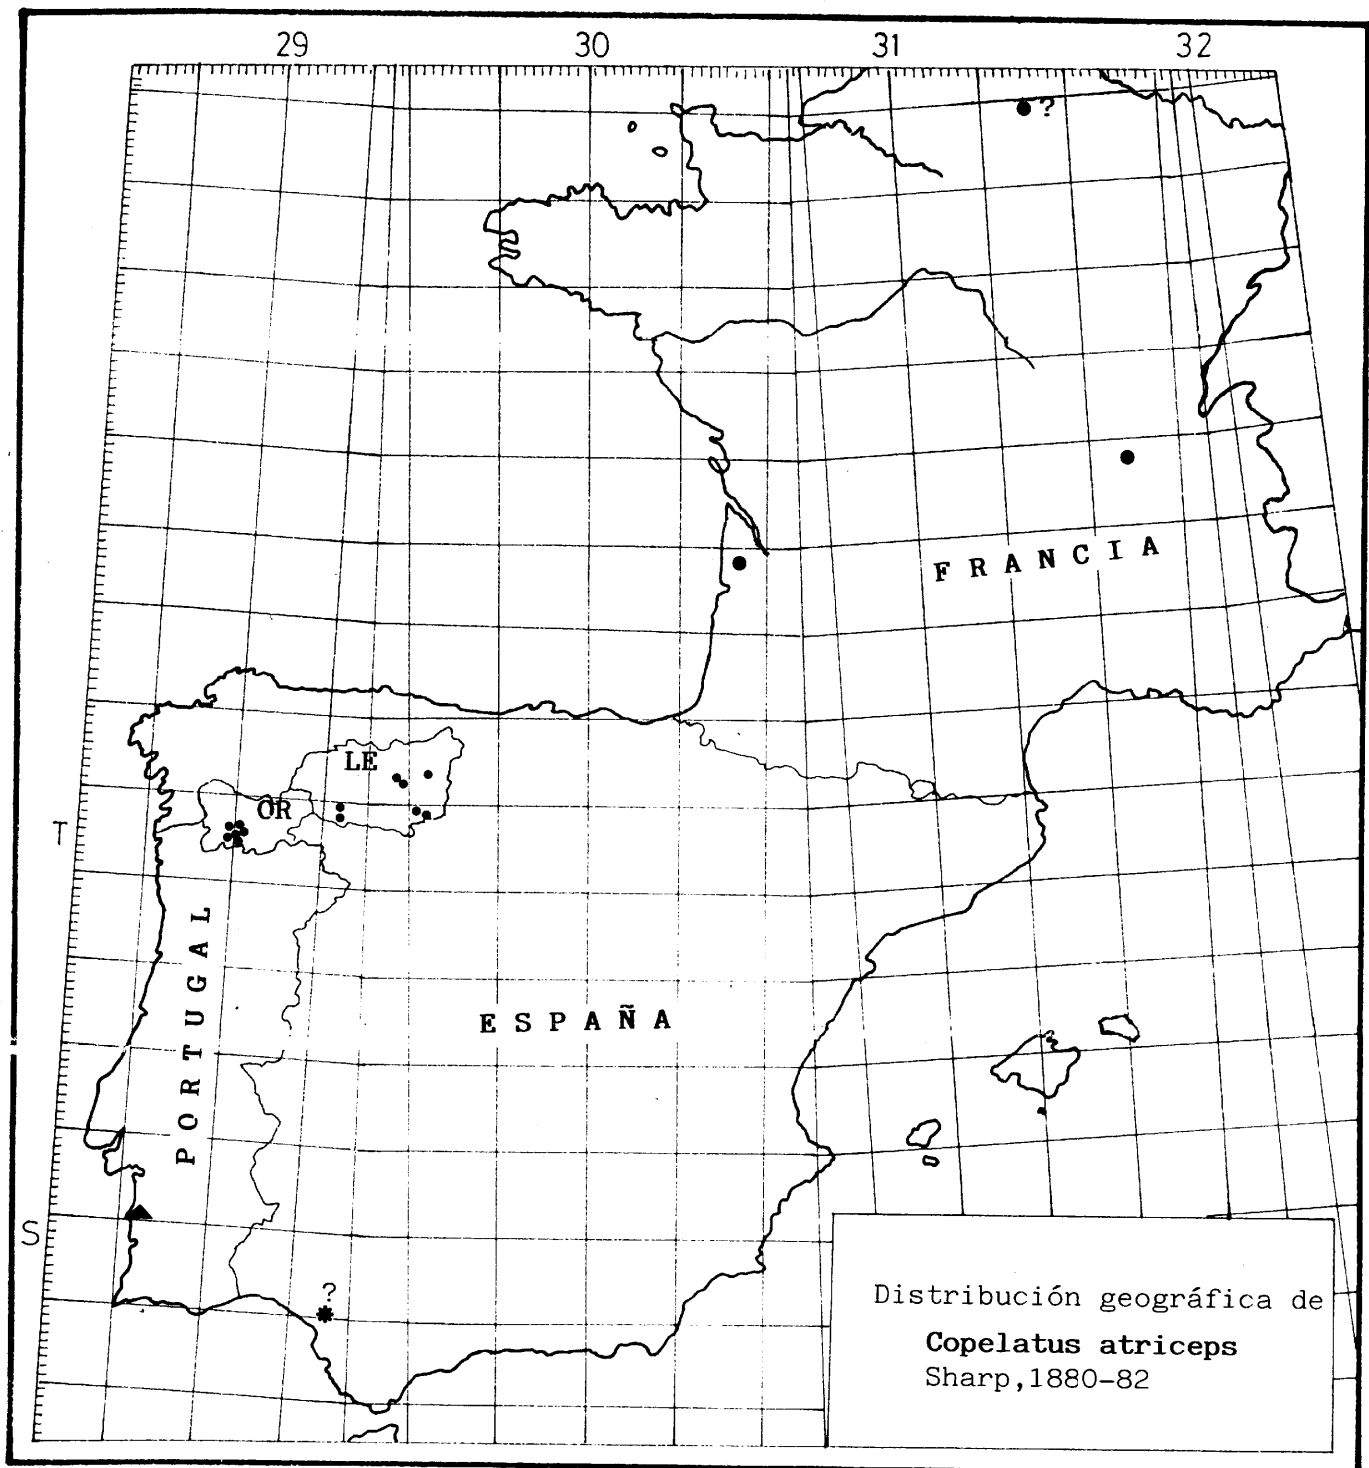 29 30 31 32
?
FRANCIA
LE
OR
T
PORTUGAL
ESPAÑA
S
?
Distribución geográfica de
Copelatus atriceps
Sharp,1880-82